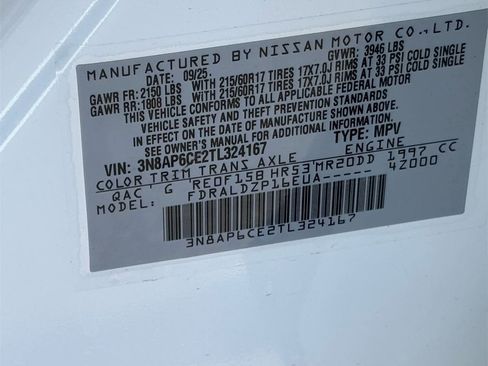 MANUFACTURED BY NISSAN MOTOR CO.,LTD.
DATE: 09/25 GVWR: 3946 LBS
GAWR FR: 2150 LBS WITH 215/60R17 TIRES 17X7.0J RIMS AT 33 PSI COLD SINGLE
GAWR RR: 1808 LBS WITH 215/60R17 TIRES 17X7.0J RIMS AT 33 PSI COLD SINGLE
THIS VEHICLE CONFORMS TO ALL APPLICABLE FEDERAL MOTOR
VEHICLE SAFETY AND THEFT PREVENTION STANDARDS
IN EFFECT ON THE DATE OF MANUFACTURE SHOWN ABOVE.
SEE OWNER'S MANUAL FOR ADDITIONAL INFORMATION.
VIN: 3N8AP6CE2TL324167 TYPE: MPV
COLOR TRIM TRANS AXLE ENGINE
QAC G RE0F15B HR53 MR20DD 1997 CC
MODEL: FDRALDZP16EUA----- 4Z000
3N8AP6CE2TL324167